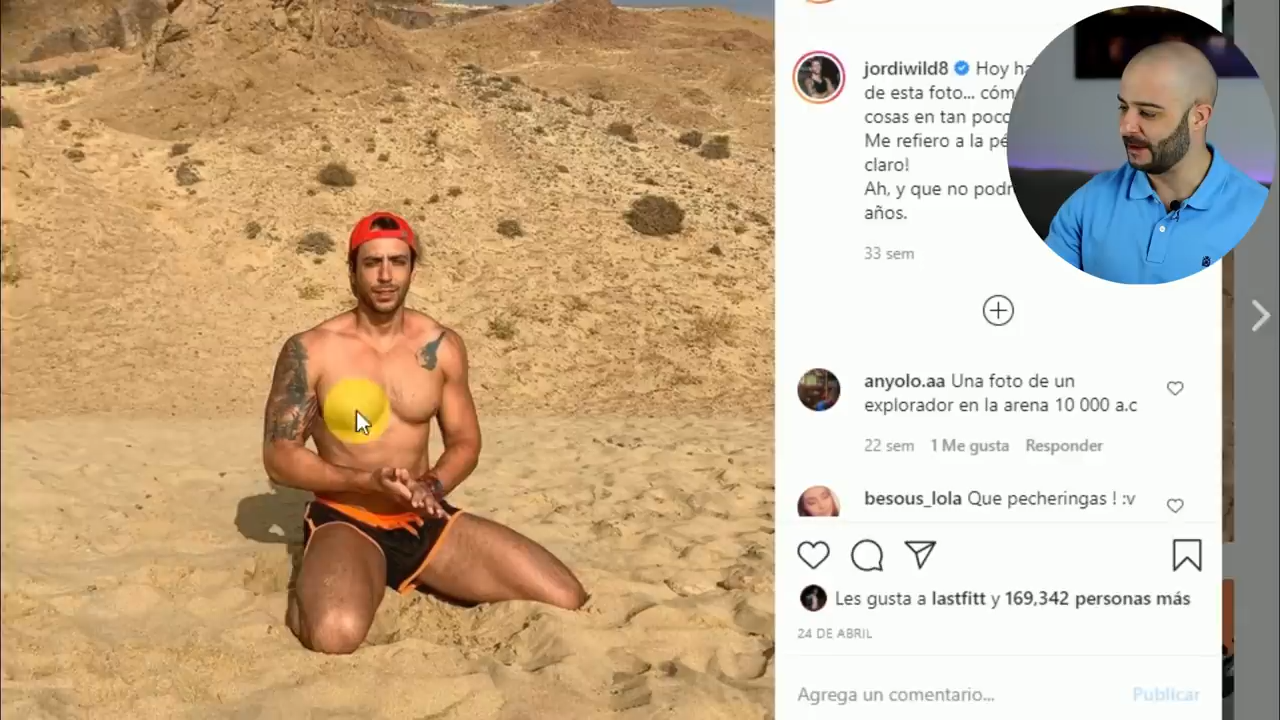 jordiwild8 Hoy ha
de esta foto... cóm
cosas en tan poco
Me refiero a la pé
claro!
Ah, y que no podr
años.
33 sem
anyolo.aa Una foto de un
explorador en la arena 10 000 a.c
22 sem 1 Me gusta Responder
besous_lola Que pecheringas ! :v
Les gusta a lastfitt y 169,342 personas más
24 DE ABRIL
Agrega un comentario... Publicar